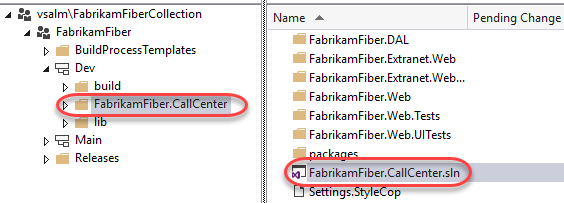 vsalm\FabrikamFiberCollection
FabrikamFiber
BuildProcessTemplates
Dev
build
FabrikamFiber.CallCenter
lib
Main
Releases
Name
Pending Change
FabrikamFiber.DAL
FabrikamFiber.Extranet.Web
FabrikamFiber.Extranet.Web...
FabrikamFiber.Web
FabrikamFiber.Web.Tests
FabrikamFiber.Web.UITests
packages
FabrikamFiber.CallCenter.sln
Settings.StyleCop